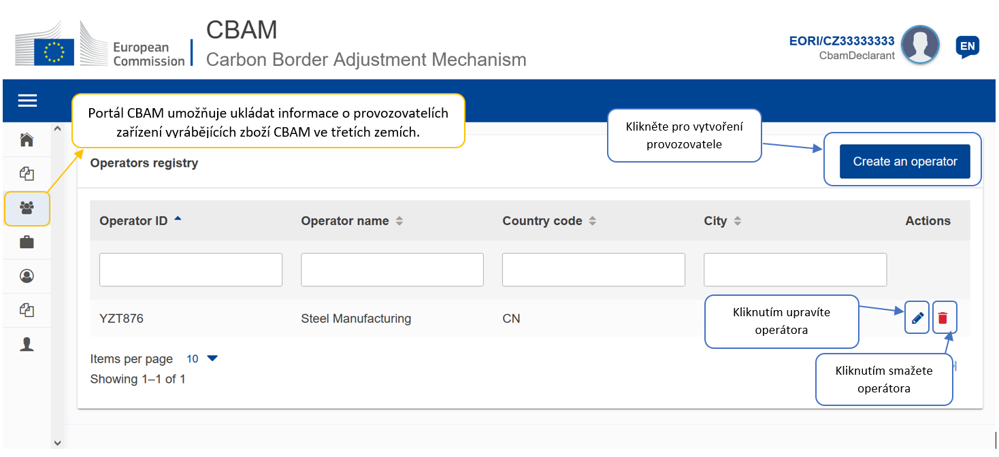 CBAM
Carbon Border Adjustment Mechanism
European
Commission
EORI/CZ33333333
CbamDeclarant
EN
Portál CBAM umožňuje ukládat informace o provozovatelích
zařízení vyrábějících zboží CBAM ve třetích zemích.
Klikněte pro vytvoření
provozovatele
Operators registry
Create an operator
Operator ID
Operator name
Country code
City
Actions
YZT876
Steel Manufacturing
CN
Kliknutím upravíte
operátora
Items per page 10
Showing 1–1 of 1
Kliknutím smažete
operátora